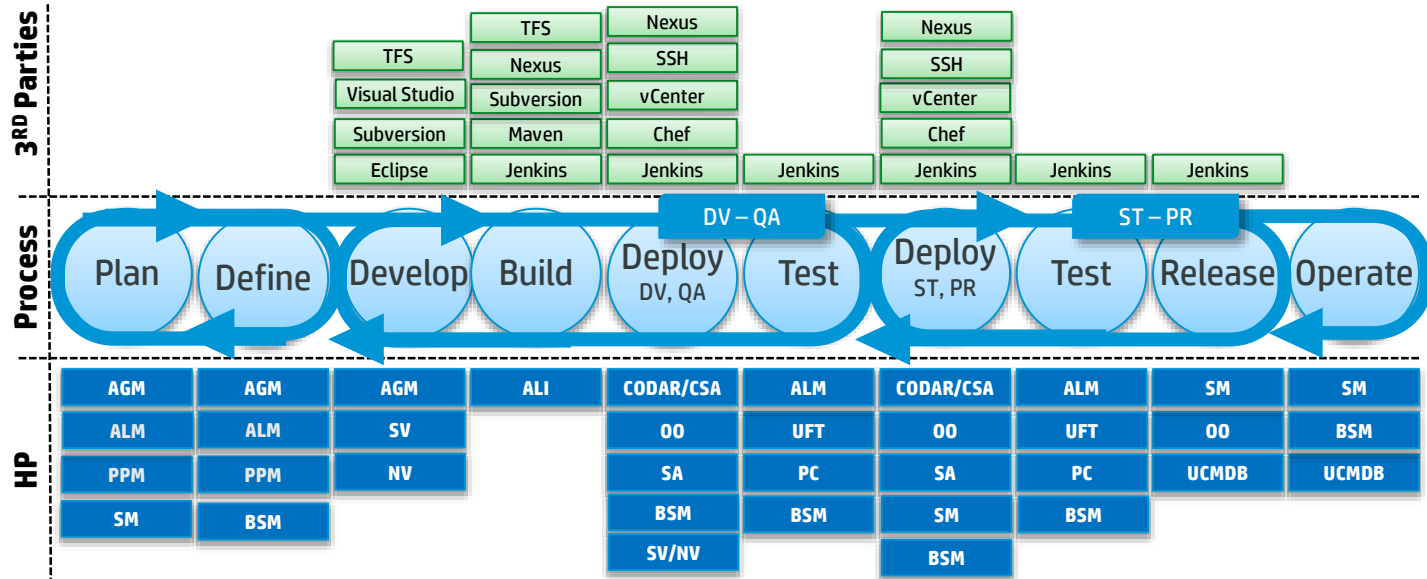 3RD Parties
TFS
Visual Studio
Subversion
Eclipse
TFS
Nexus
Subversion
Maven
Jenkins
Nexus
SSH
vCenter
Chef
Jenkins
Jenkins
Nexus
SSH
vCenter
Chef
Jenkins
Jenkins
Jenkins
Process
DV – QA
ST – PR
Plan
Define
Develop
Build
Deploy
DV, QA
Test
Deploy
ST, PR
Test
Release
Operate
HP
AGM
ALM
PPM
SM
AGM
ALM
PPM
BSM
AGM
SV
NV
ALI
CODAR/CSA
OO
SA
BSM
SV/NV
ALM
UFT
PC
BSM
CODAR/CSA
OO
SA
SM
BSM
ALM
UFT
PC
BSM
SM
OO
UCMDB
SM
BSM
UCMDB